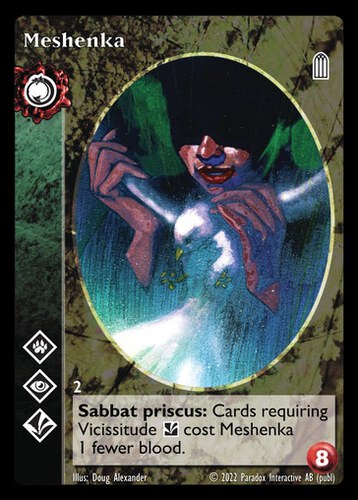 Meshenka
2
Sabbat priscus: Cards requiring
Vicissitude cost Meshenka
1 fewer blood.
8
Illus: Doug Alexander © 2022 Paradox Interactive AB (publ)